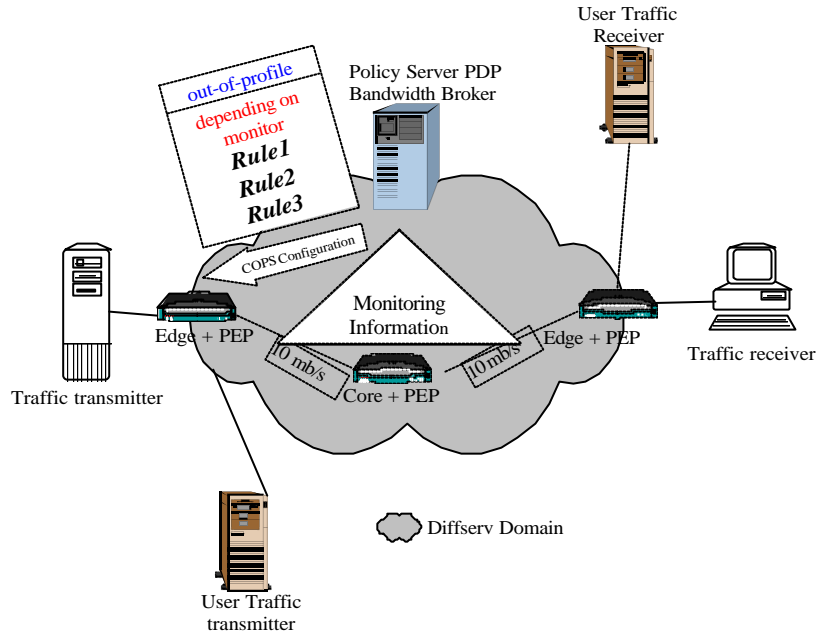 User Traffic
Receiver
Policy Server PDP
Bandwidth Broker
out-of-profile
depending on
monitor
Rule1
Rule2
Rule3
COPS Configuration
Monitoring
Information
Edge + PEP
Edge + PEP
10 mb/s
10 mb/s
Core + PEP
Traffic transmitter
Traffic receiver
Diffserv Domain
User Traffic
transmitter